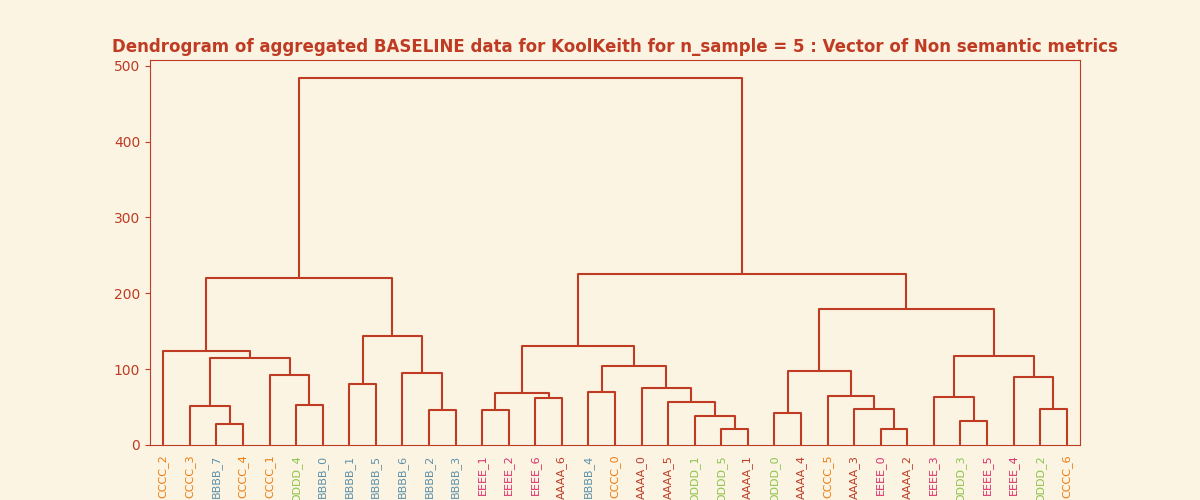 Dendrogram of aggregated BASELINE data for KoolKeith for n_sample = 5 : Vector of Non semantic metrics
500
400
300
200
100
0
CCCC_2
CCCC_3
BBBB_7
CCCC_4
CCCC_1
DDDD_4
BBBB_0
BBBB_1
BBBB_5
BBBB_6
BBBB_2
BBBB_3
EEEE_1
EEEE_2
EEEE_6
AAAA_6
BBBB_4
CCCC_0
AAAA_0
AAAA_5
DDDD_1
DDDD_5
AAAA_1
DDDD_0
AAAA_4
CCCC_5
AAAA_3
EEEE_0
AAAA_2
EEEE_3
DDDD_3
EEEE_5
EEEE_4
DDDD_2
CCCC_6